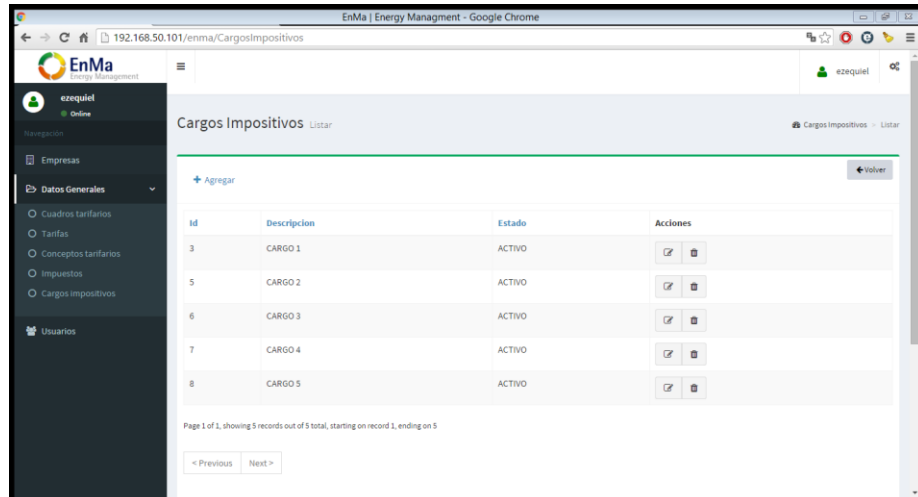 EnMa | Energy Managment - Google Chrome
192.168.50.101/enma/CargosImpositivos
EnMa
Energy Management
ezequiel
ezequiel
Online
Navegación
Cargos Impositivos Listar
Cargos Impositivos > Listar
Empresas
Datos Generales
Cuadros tarifarios
Tarifas
Conceptos tarifarios
Impuestos
Cargos impositivos
Usuarios
Agregar
Volver
Id Descripcion Estado Acciones
3 CARGO 1 ACTIVO
5 CARGO 2 ACTIVO
6 CARGO 3 ACTIVO
7 CARGO 4 ACTIVO
8 CARGO 5 ACTIVO
Page 1 of 1, showing 5 records out of 5 total, starting on record 1, ending on 5
< Previous Next >